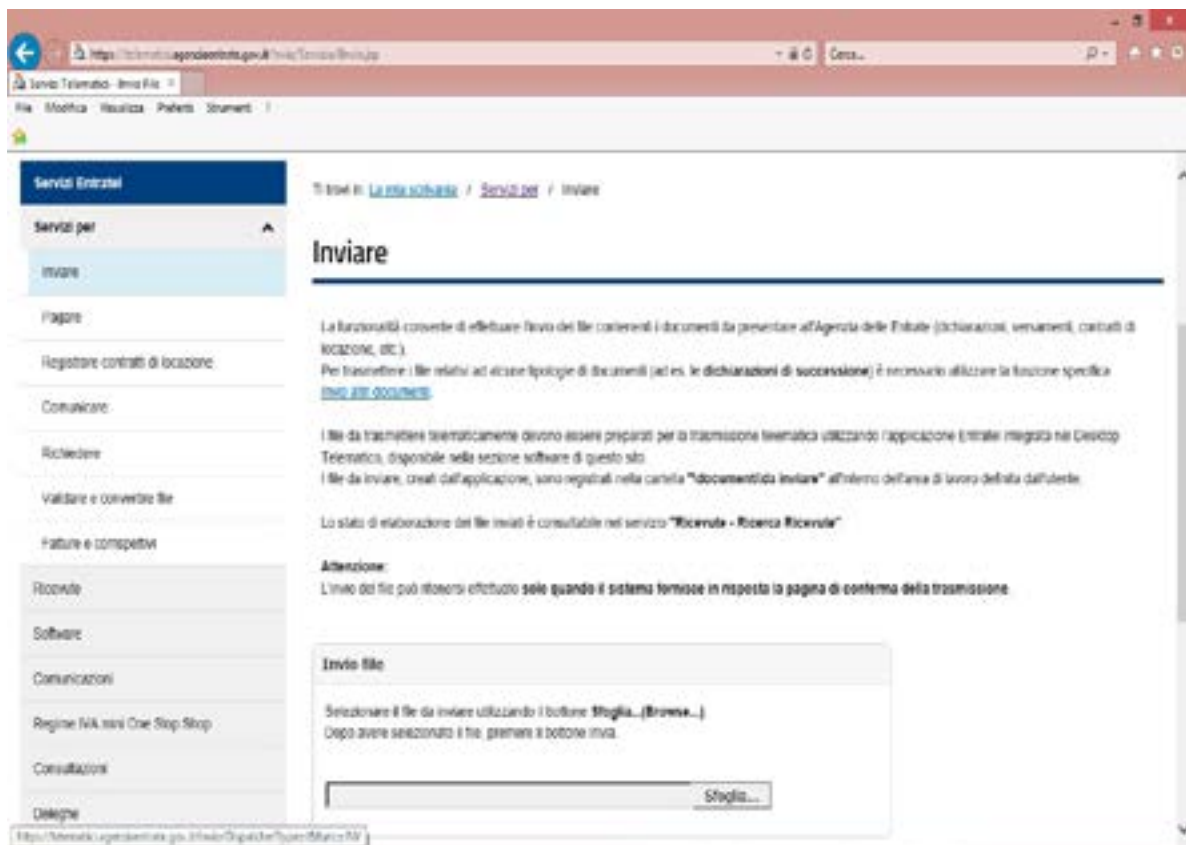 Cerca...
Servizi Telematici - Invio File
File Modifica Visualizza Preferiti Strumenti ?
Servizi Entratel
Servizi per
Inviare
Pagare
Registrare contratti di locazione
Comunicare
Richiedere
Validare e convertire file
Fatture e corrispettivi
Ricevute
Software
Comunicazioni
Regime IVA mini One Stop Shop
Consultazioni
Deleghe
Ti trovi in: La mia scrivania / Servizi per / Inviare
Inviare
La funzionalità consente di effettuare l'invio dei file contenenti i documenti da presentare all'Agenzia delle Entrate (dichiarazioni, versamenti, contratti di
locazione, etc.).
Per trasmettere i file relativi ad alcune tipologie di documenti (ad es. le dichiarazioni di successione) è necessario utilizzare la funzione specifica
Invio altri documenti.
I file da trasmettere telematicamente devono essere preparati per la trasmissione telematica utilizzando l'applicazione Entratel integrata nel Desktop
Telematico, disponibile nella sezione software di questo sito.
I file da inviare, creati dall'applicazione, sono registrati nella cartella "documenti/da inviare" all'interno dell'area di lavoro definita dall'utente.
Lo stato di elaborazione dei file inviati è consultabile nel servizio "Ricevute - Ricerca Ricevute"
Attenzione:
L'invio del file può ritenersi effettuato solo quando il sistema fornisce in risposta la pagina di conferma della trasmissione.
Invio file
Selezionare il file da inviare utilizzando il bottone Sfoglia...(Browse...)
Dopo avere selezionato il file, premere il bottone Invia.
Sfoglia...